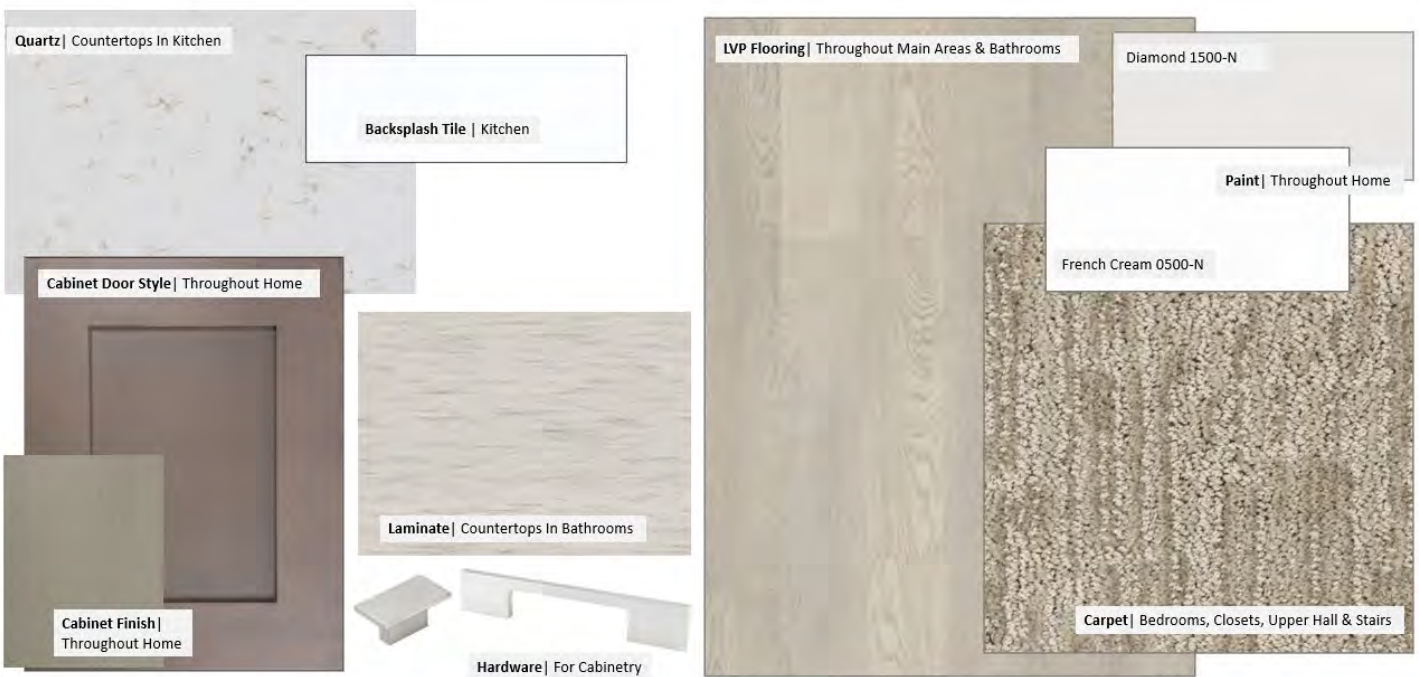 Quartz| Countertops In Kitchen
Backsplash Tile | Kitchen
Cabinet Door Style| Throughout Home
Cabinet Finish|
Throughout Home
Laminate| Countertops In Bathrooms
Hardware| For Cabinetry
LVP Flooring| Throughout Main Areas & Bathrooms
Diamond 1500-N
Paint| Throughout Home
French Cream 0500-N
Carpet| Bedrooms, Closets, Upper Hall & Stairs